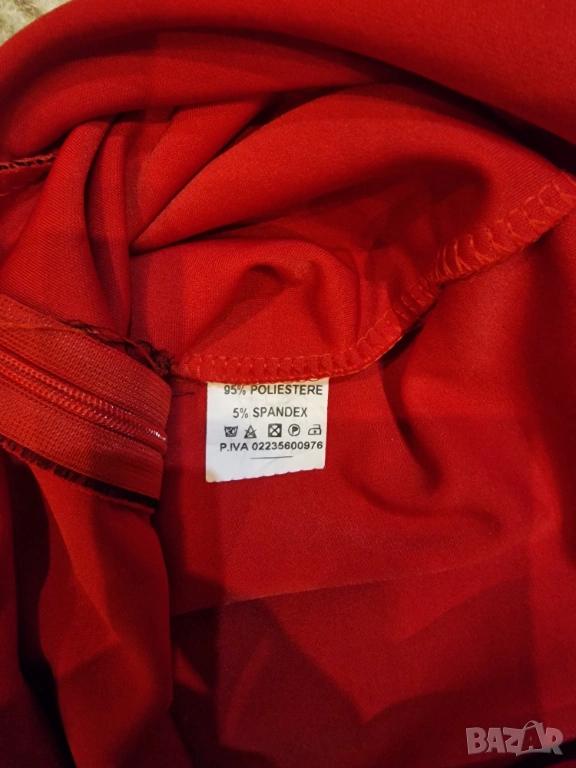 95% POLIESTERE
5% SPANDEX
P.IVA 02235600976
BAZAR